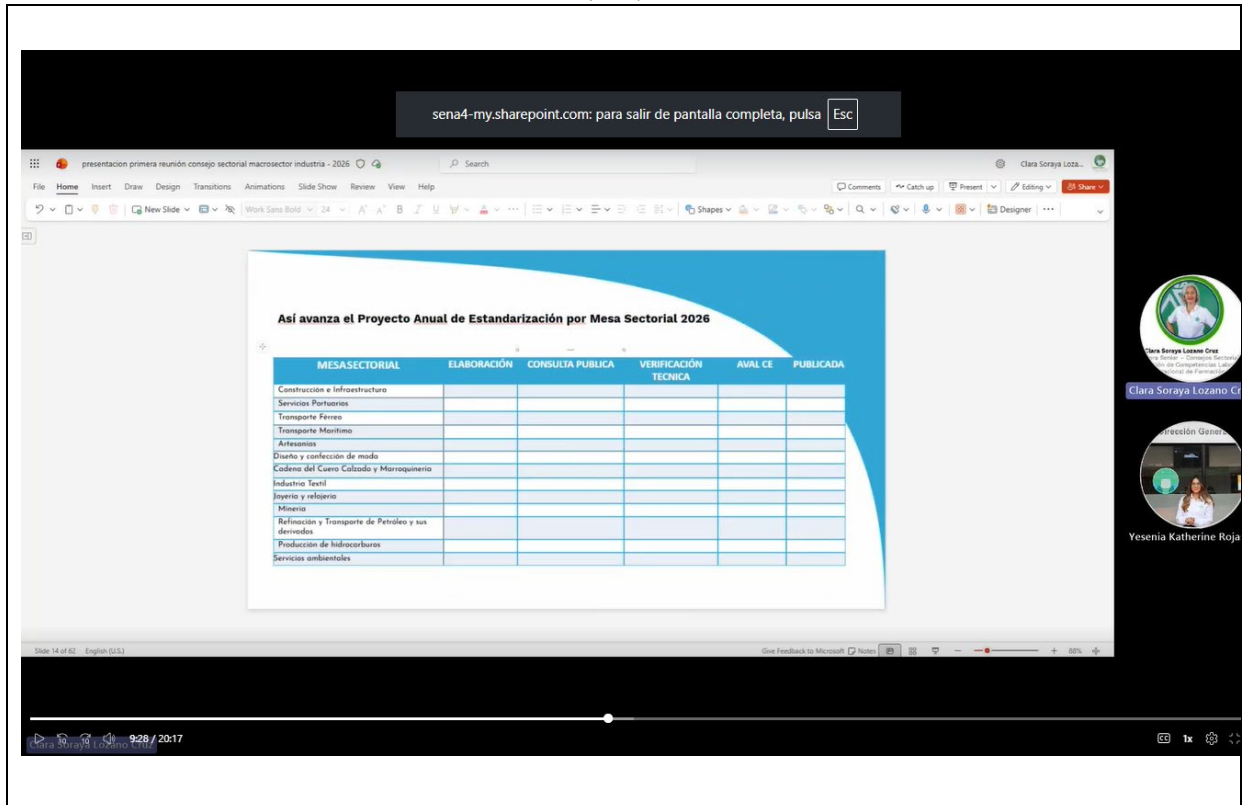 sena4-my.sharepoint.com: para salir de pantalla completa, pulsa Esc
presentacion primera reunión consejo sectorial macrosector industria - 2026
Search
Clara Soraya Loza...
File Home Insert Draw Design Transitions Animations Slide Show Review View Help
Comments Catch up Present Editing Share
New Slide Work Sans Bold 24 Shapes Designer
Así avanza el Proyecto Anual de Estandarización por Mesa Sectorial 2026
MESASECTORIAL ELABORACIÓN CONSULTA PUBLICA VERIFICACIÓN TECNICA AVAL CE PUBLICADA
Construcción e Infraestructura
Servicios Portuarios
Transporte Férreo
Transporte Marítimo
Artesanías
Diseño y confección de moda
Cadena del Cuero Calzado y Marroquinería
Industria Textil
Joyería y relojería
Minería
Refinación y Transporte de Petróleo y sus
derivados
Producción de hidrocarburos
Servicios ambientales
Clara Soraya Lozano Cruz
Clara Soraya Lozano Cr
Dirección Gener
Yesenia Katherine Roja
Slide 14 of 62 English (U.S.)
Give Feedback to Microsoft Notes 88%
9:28 / 20:17
1x
Clara Soraya Lozano Cruz